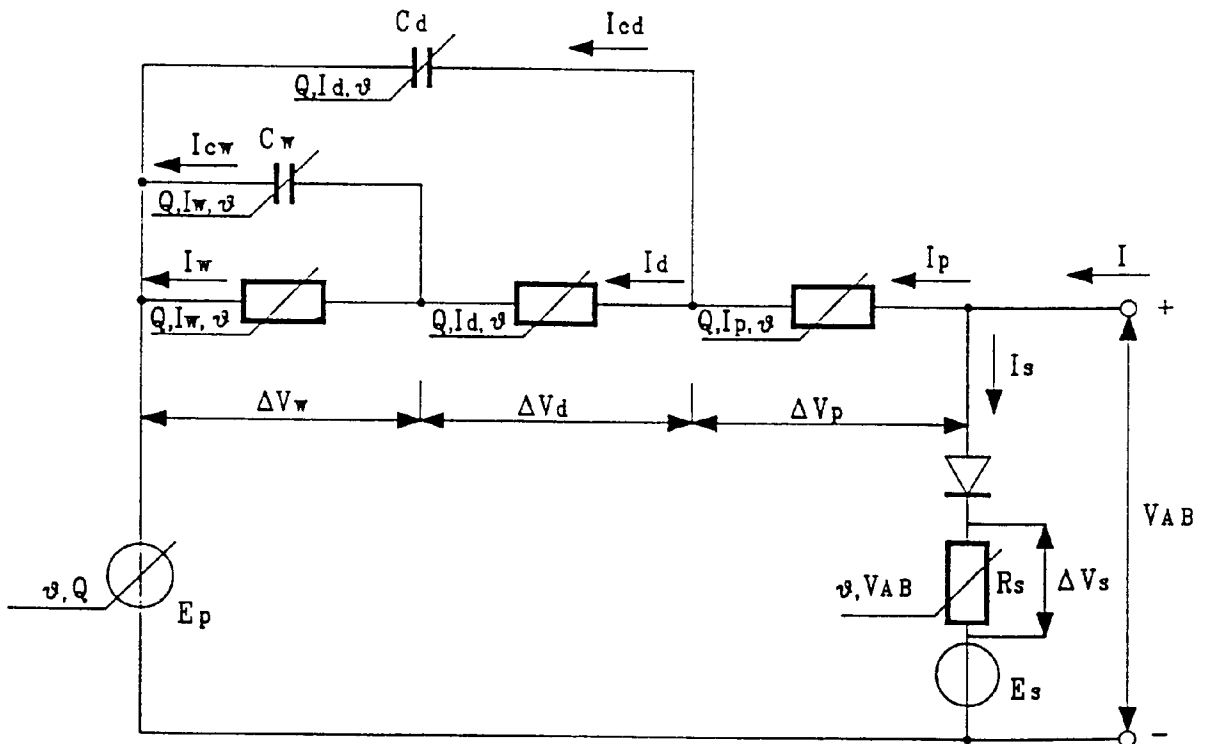 Cd
Icd
Q,Id,ϑ
Icw
Cw
Q,Iw,ϑ
Iw
Id
Ip
I
+
Q,Iw,ϑ
Q,Id,ϑ
Q,Ip,ϑ
Is
ΔVw
ΔVd
ΔVp
VAB
ϑ,Q
Ep
ϑ,VAB
Rs
ΔVs
Es
−